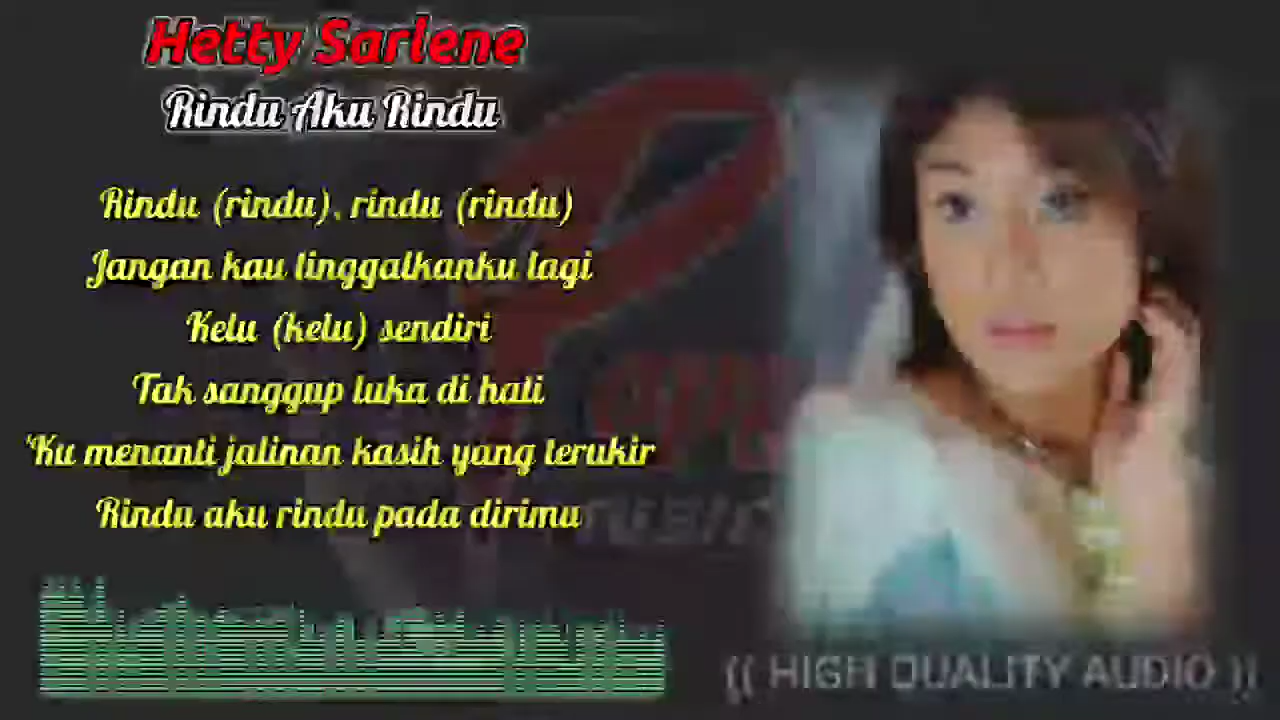 Hetty Sarlene
Rindu Aku Rindu
Rindu (rindu), rindu (rindu)
Jangan kau tinggalkanku lagi
Kelu (kelu) sendiri
Tak sanggup luka di hati
'Ku menanti jalinan kasih yang terukir
Rindu aku rindu pada dirimu
(( HIGH QUALITY AUDIO ))